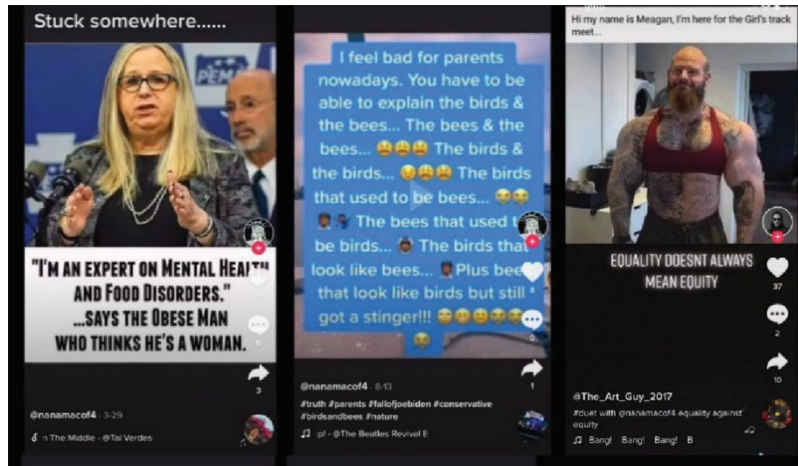 Stuck somewhere......
PEMA
"I'M AN EXPERT ON MENTAL HEALTH
AND FOOD DISORDERS."
...SAYS THE OBESE MAN
WHO THINKS HE'S A WOMAN.
3
@nanamacof4 · 3-29
n The Middle - @Tai Verdes
I feel bad for parents
nowadays. You have to be
able to explain the birds &
the bees... The bees & the
bees... 😩😩😩 The birds &
the birds... 😩😩 The birds
that used to be birds...
The bees that used to
be birds... The birds that
look like bees... Plus bees
that look like birds but still
got a stinger!!!
8
0
1
@nanamacof4 · 8-13
#truth #parents #fallofjoebiden #conservative
#birdsandbees #nature
p! - @The Beatles Revival B
Hi my name is Meagan, I'm here for the Girl's track
meet...
EQUALITY DOESNT ALWAYS
MEAN EQUITY
37
2
10
@The_Art_Guy_2017
#duet with @nanamacof4 equality against
equity
Bang! Bang! Bang! B